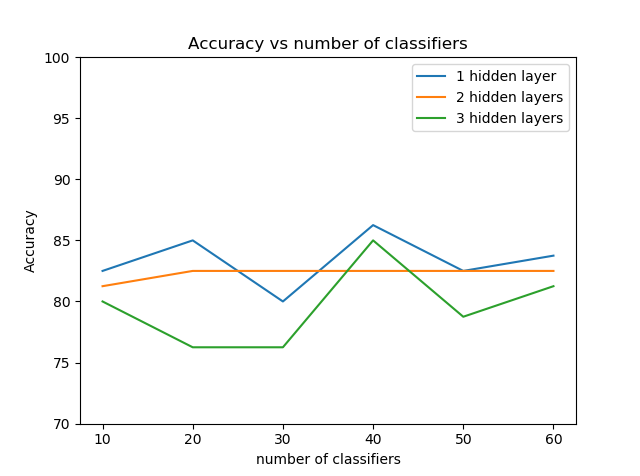 Accuracy vs number of classifiers
1 hidden layer
2 hidden layers
3 hidden layers
Accuracy
100
95
90
85
80
75
70
10 20 30 40 50 60
number of classifiers